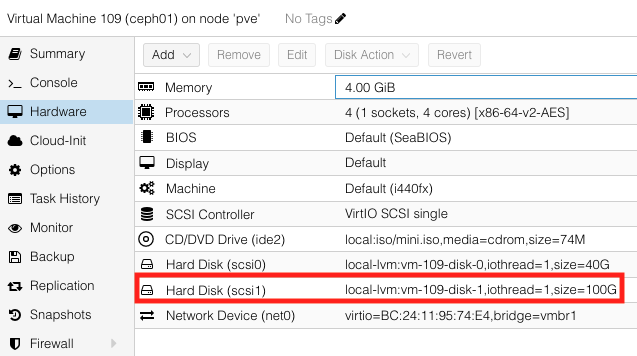 Virtual Machine 109 (ceph01) on node 'pve' No Tags
Summary
Console
Hardware
Cloud-Init
Options
Task History
Monitor
Backup
Replication
Snapshots
Firewall
Add Remove Edit Disk Action Revert
Memory 4.00 GiB
Processors 4 (1 sockets, 4 cores) [x86-64-v2-AES]
BIOS Default (SeaBIOS)
Display Default
Machine Default (i440fx)
SCSI Controller VirtIO SCSI single
CD/DVD Drive (ide2) local:iso/mini.iso,media=cdrom,size=74M
Hard Disk (scsi0) local-lvm:vm-109-disk-0,iothread=1,size=40G
Hard Disk (scsi1) local-lvm:vm-109-disk-1,iothread=1,size=100G
Network Device (net0) virtio=BC:24:11:95:74:E4,bridge=vmbr1